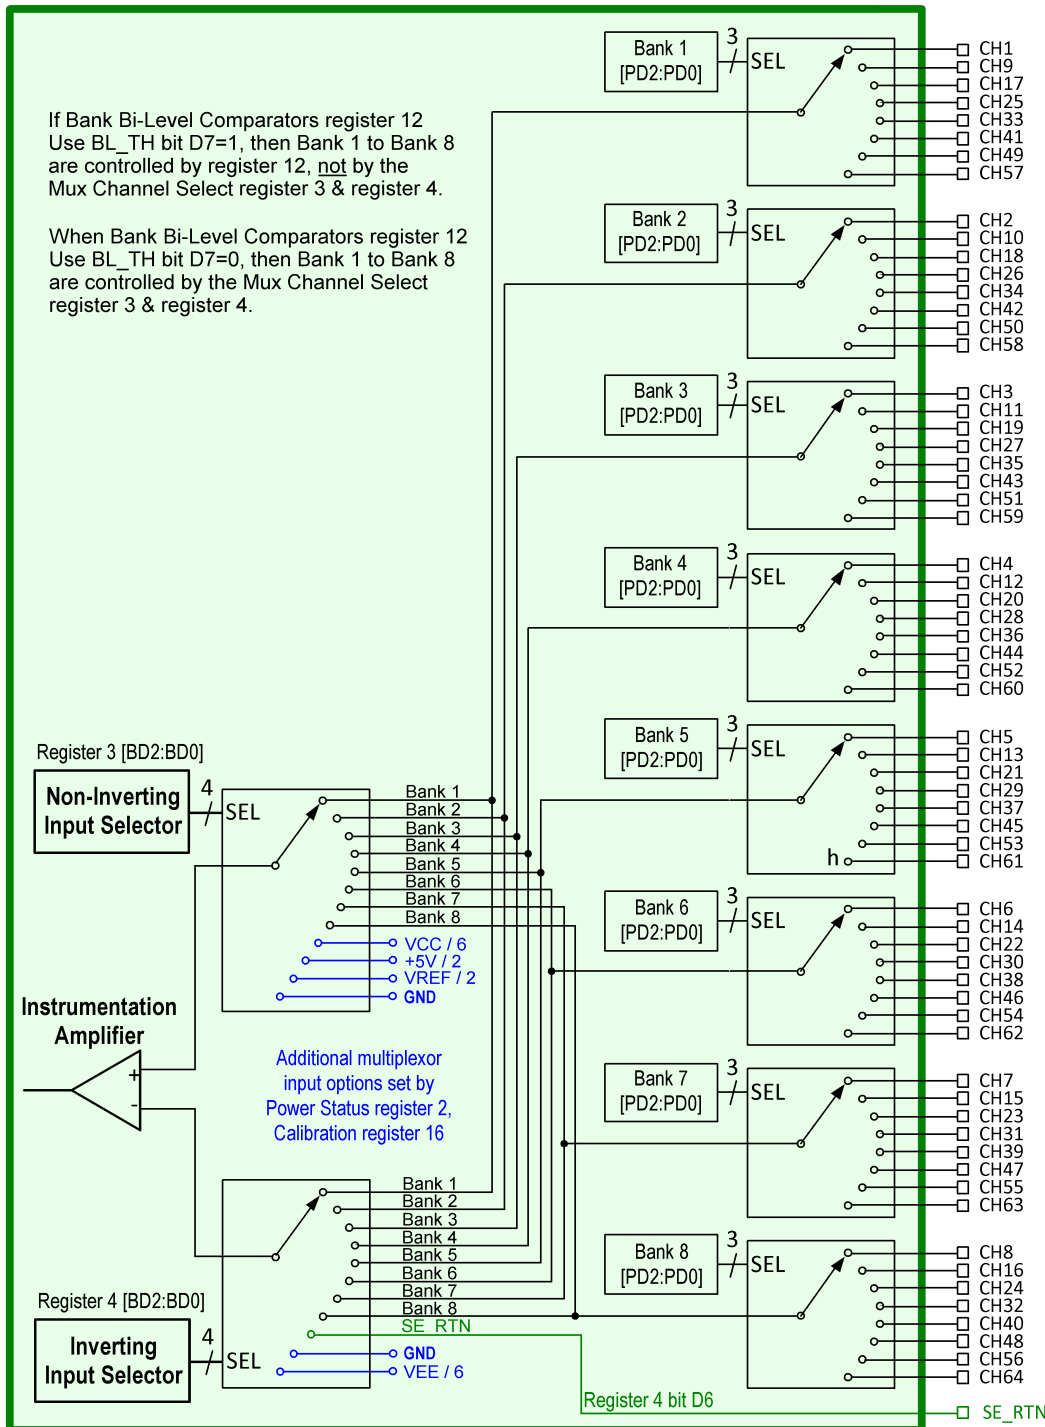 If Bank Bi-Level Comparators register 12
Use BL_TH bit D7=1, then Bank 1 to Bank 8
are controlled by register 12, not by the
Mux Channel Select register 3 & register 4.
When Bank Bi-Level Comparators register 12
Use BL_TH bit D7=0, then Bank 1 to Bank 8
are controlled by the Mux Channel Select
register 3 & register 4.
Bank 1
[PD2:PD0]
3
SEL
CH1
CH9
CH17
CH25
CH33
CH41
CH49
CH57
Bank 2
[PD2:PD0]
3
SEL
CH2
CH10
CH18
CH26
CH34
CH42
CH50
CH58
Bank 3
[PD2:PD0]
3
SEL
CH3
CH11
CH19
CH27
CH35
CH43
CH51
CH59
Bank 4
[PD2:PD0]
3
SEL
CH4
CH12
CH20
CH28
CH36
CH44
CH52
CH60
Bank 5
[PD2:PD0]
3
SEL
h
CH5
CH13
CH21
CH29
CH37
CH45
CH53
CH61
Bank 6
[PD2:PD0]
3
SEL
CH6
CH14
CH22
CH30
CH38
CH46
CH54
CH62
Bank 7
[PD2:PD0]
3
SEL
CH7
CH15
CH23
CH31
CH39
CH47
CH55
CH63
Bank 8
[PD2:PD0]
3
SEL
CH8
CH16
CH24
CH32
CH40
CH48
CH56
CH64
Register 3 [BD2:BD0]
Non-Inverting
Input Selector
4
SEL
Bank 1
Bank 2
Bank 3
Bank 4
Bank 5
Bank 6
Bank 7
Bank 8
VCC / 6
+5V / 2
VREF / 2
GND
Instrumentation
Amplifier
+
-
Additional multiplexor
input options set by
Power Status register 2,
Calibration register 16
Register 4 [BD2:BD0]
Inverting
Input Selector
4
SEL
Bank 1
Bank 2
Bank 3
Bank 4
Bank 5
Bank 6
Bank 7
Bank 8
SE_RTN
GND
VEE / 6
Register 4 bit D6
SE_RTN